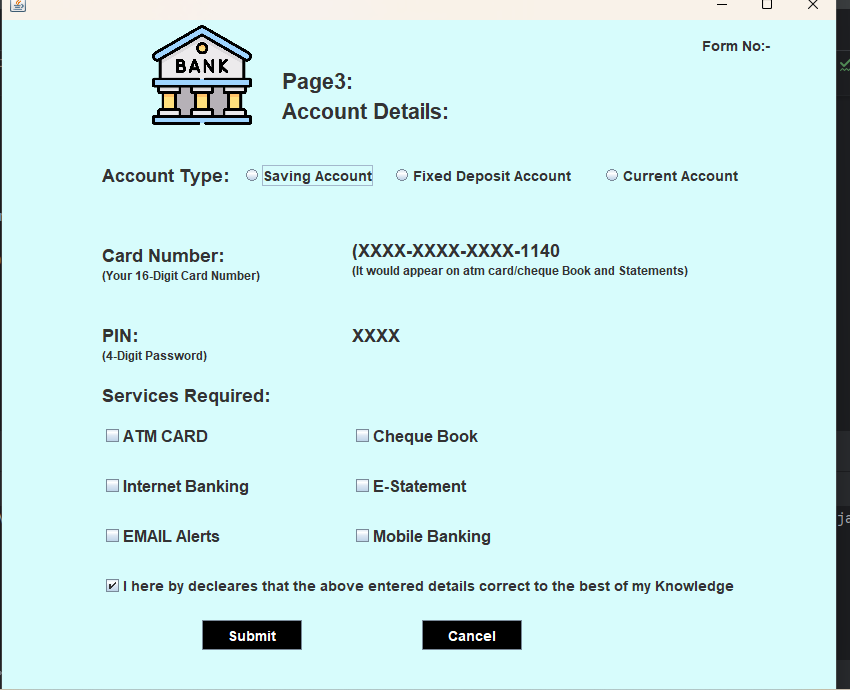 Form No:-
BANK
Page3:
Account Details:
Account Type: Saving Account Fixed Deposit Account Current Account
Card Number: (XXXX-XXXX-XXXX-1140
(Your 16-Digit Card Number) (It would appear on atm card/cheque Book and Statements)
PIN: XXXX
(4-Digit Password)
Services Required:
ATM CARD Cheque Book
Internet Banking E-Statement
EMAIL Alerts Mobile Banking
I here by decleares that the above entered details correct to the best of my Knowledge
Submit Cancel
ja